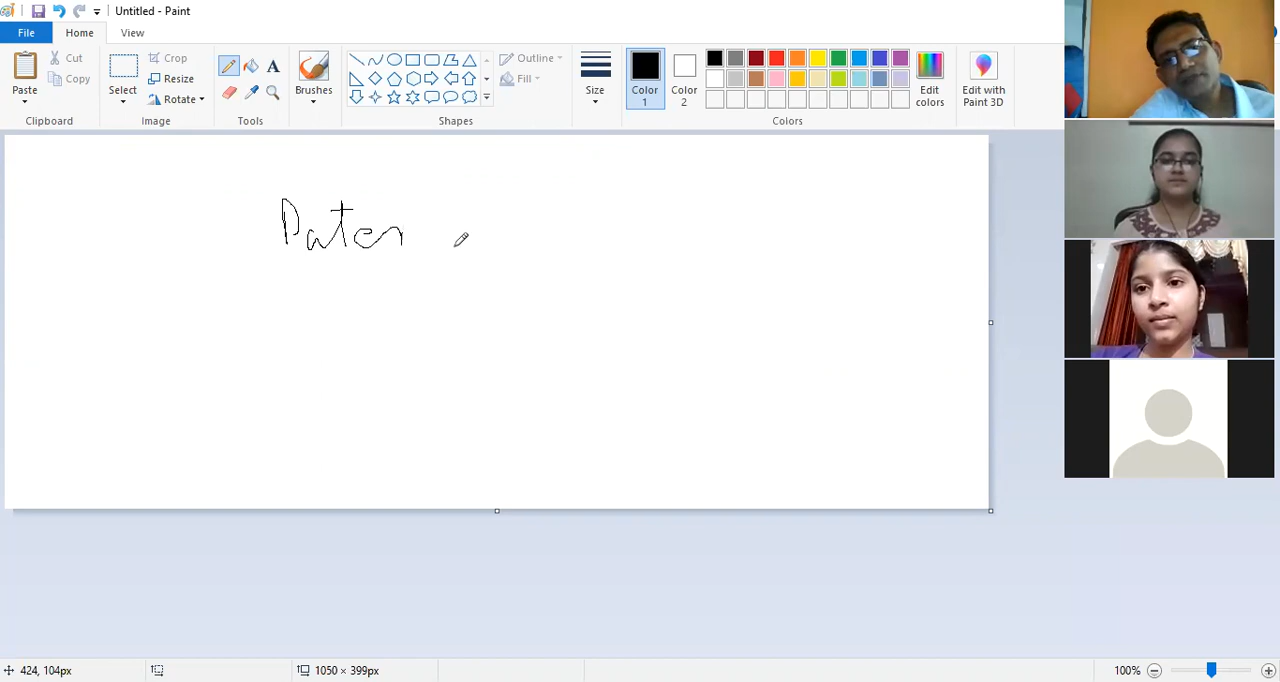 Untitled - Paint
File Home View
Paste Cut Copy Select Crop Resize Rotate A Brushes Outline Fill Size Color 1 Color 2 Edit colors Edit with Paint 3D
Clipboard Image Tools Shapes Colors
Paten
424, 104px 1050 × 399px 100%